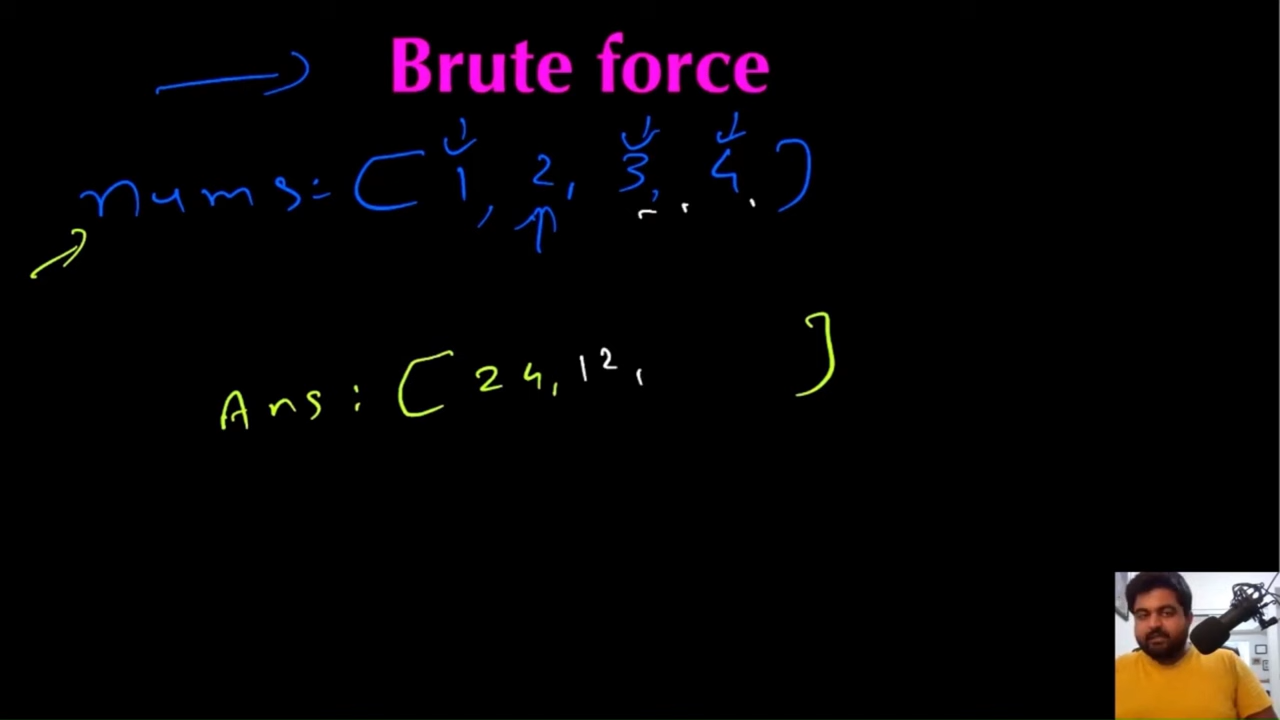 Brute force
nums: [1, 2, 3, 4]
Ans: [24, 12, ]